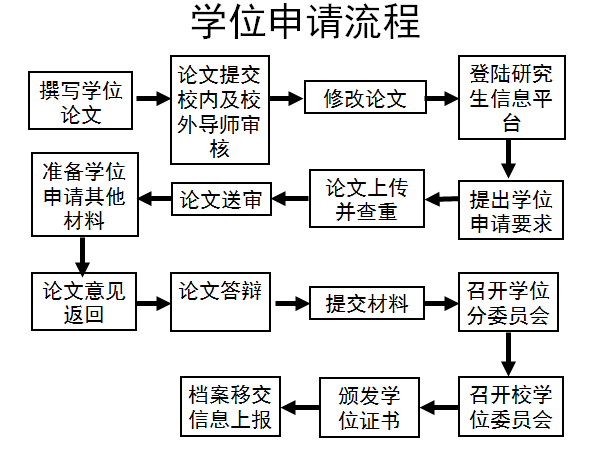 学位申请流程
撰写学位
论文
论文提交
校内及校
外导师审
核
修改论文
登陆研究
生信息平
台
提出学位
申请要求
论文上传
并查重
论文送审
准备学位
申请其他
材料
论文意见
返回
论文答辩
提交材料
召开学位
分委员会
召开校学
位委员会
颁发学
位证书
档案移交
信息上报